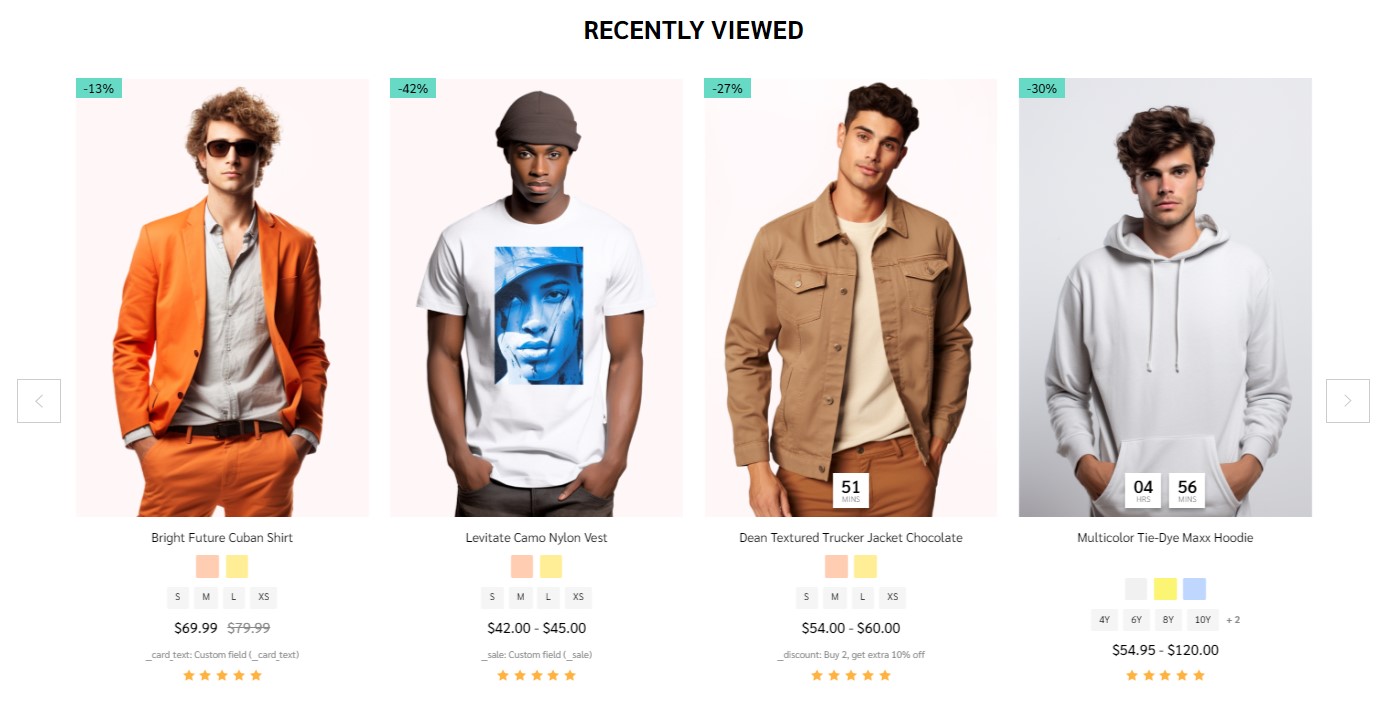 RECENTLY VIEWED
-13%
-42%
-27%
-30%
51
MINS
04
HRS
56
MINS
Bright Future Cuban Shirt
S M L XS
$69.99 $79.99
_card_text: Custom field (_card_text)
Levitate Camo Nylon Vest
S M L XS
$42.00 - $45.00
_sale: Custom field (_sale)
Dean Textured Trucker Jacket Chocolate
S M L XS
$54.00 - $60.00
_discount: Buy 2, get extra 10% off
Multicolor Tie-Dye Maxx Hoodie
4Y 6Y 8Y 10Y + 2
$54.95 - $120.00